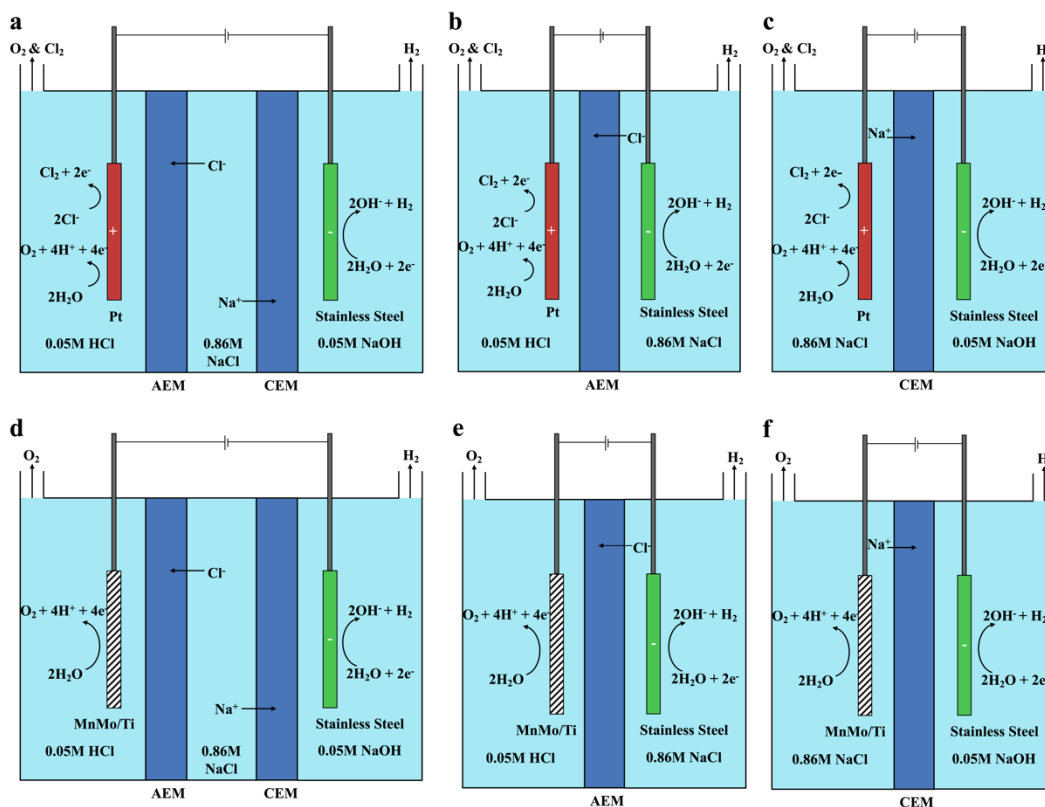 a
O₂ & Cl₂
H₂
Cl⁻
Cl₂ + 2e⁻
2Cl⁻
O₂ + 4H⁺ + 4e⁻
2H₂O
+
-
2OH⁻ + H₂
2H₂O + 2e⁻
Na⁺
Pt
Stainless Steel
0.05M HCl
0.86M
NaCl
0.05M NaOH
AEM
CEM
b
O₂ & Cl₂
H₂
Cl⁻
Cl₂ + 2e⁻
2Cl⁻
O₂ + 4H⁺ + 4e⁻
2H₂O
+
-
2OH⁻ + H₂
2H₂O + 2e⁻
Pt
Stainless Steel
0.05M HCl
0.86M NaCl
AEM
c
O₂ & Cl₂
H
Na⁺
Cl₂ + 2e-
2Cl⁻
O₂ + 4H⁺ + 4e⁻
2H₂O
+
-
2OH⁻ + H₂
2H₂O + 2e⁻
Pt
Stainless Steel
0.86M NaCl
0.05M NaOH
CEM
d
O₂
H₂
Cl⁻
O₂ + 4H⁺ + 4e⁻
2H₂O
-
2OH⁻ + H₂
2H₂O + 2e⁻
Na⁺
MnMo/Ti
Stainless Steel
0.05M HCl
0.86M
NaCl
0.05M NaOH
AEM
CEM
e
O₂
H₂
Cl⁻
O₂ + 4H⁺ + 4e⁻
2H₂O
-
2OH⁻ + H₂
2H₂O + 2e⁻
MnMo/Ti
Stainless Steel
0.05M HCl
0.86M NaCl
AEM
f
O₂
H
Na⁺
O₂ + 4H⁺ + 4e⁻
2H₂O
-
2OH⁻ + H₂
2H₂O + 2e⁻
MnMo/Ti
Stainless Steel
0.86M NaCl
0.05M NaOH
CEM